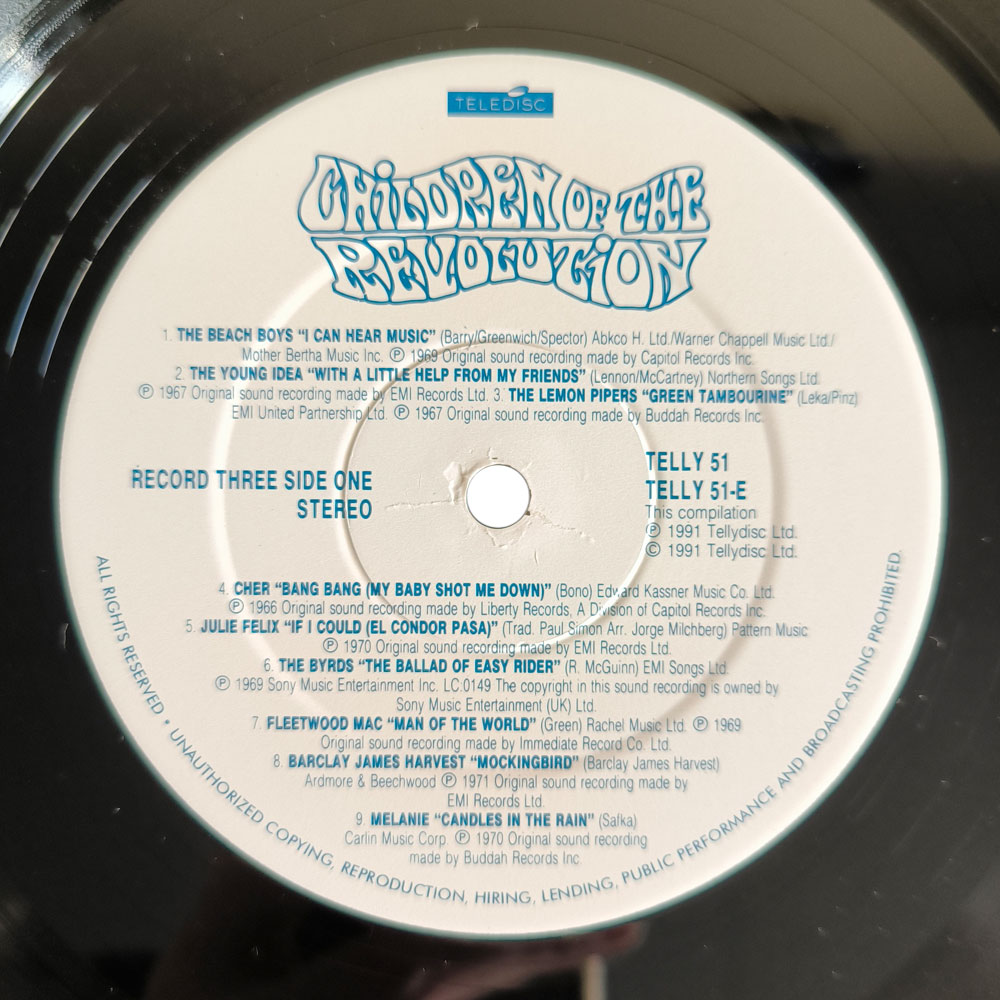 TELEDISC
CHiLDREN OF THE
REVOLUTiON
1. THE BEACH BOYS “I CAN HEAR MUSIC” (Barry/Greenwich/Spector) Abkco H. Ltd./Warner Chappell Music Ltd./
Mother Bertha Music Inc. ℗ 1969 Original sound recording made by Capitol Records Inc.
2. THE YOUNG IDEA “WITH A LITTLE HELP FROM MY FRIENDS” (Lennon/McCartney) Northern Songs Ltd.
℗ 1967 Original sound recording made by EMI Records Ltd. 3. THE LEMON PIPERS “GREEN TAMBOURINE” (Leka/Pinz)
EMI United Partnership Ltd. ℗ 1967 Original sound recording made by Buddah Records Inc.
RECORD THREE SIDE ONE
STEREO
TELLY 51
TELLY 51-E
This compilation
℗ 1991 Tellydisc Ltd.
© 1991 Tellydisc Ltd.
4. CHER “BANG BANG (MY BABY SHOT ME DOWN)” (Bono) Edward Kassner Music Co. Ltd.
℗ 1966 Original sound recording made by Liberty Records, A Division of Capitol Records Inc.
5. JULIE FELIX “IF I COULD (EL CONDOR PASA)” (Trad. Paul Simon Arr. Jorge Milchberg) Pattern Music
℗ 1970 Original sound recording made by EMI Records Ltd.
6. THE BYRDS “THE BALLAD OF EASY RIDER” (R. McGuinn) EMI Songs Ltd.
℗ 1969 Sony Music Entertainment Inc. LC.0149 The copyright in this sound recording is owned by
Sony Music Entertainment (UK) Ltd.
7. FLEETWOOD MAC “MAN OF THE WORLD” (Green) Rachel Music Ltd. ℗ 1969
Original sound recording made by Immediate Record Co. Ltd.
8. BARCLAY JAMES HARVEST “MOCKINGBIRD” (Barclay James Harvest)
Ardmore & Beechwood ℗ 1971 Original sound recording made by
EMI Records Ltd.
9. MELANIE “CANDLES IN THE RAIN” (Safka)
Carlin Music Corp. ℗ 1970 Original sound recording
made by Buddah Records Inc.
ALL RIGHTS RESERVED • UNAUTHORIZED COPYING, REPRODUCTION, HIRING, LENDING, PUBLIC PERFORMANCE AND BROADCASTING PROHIBITED.